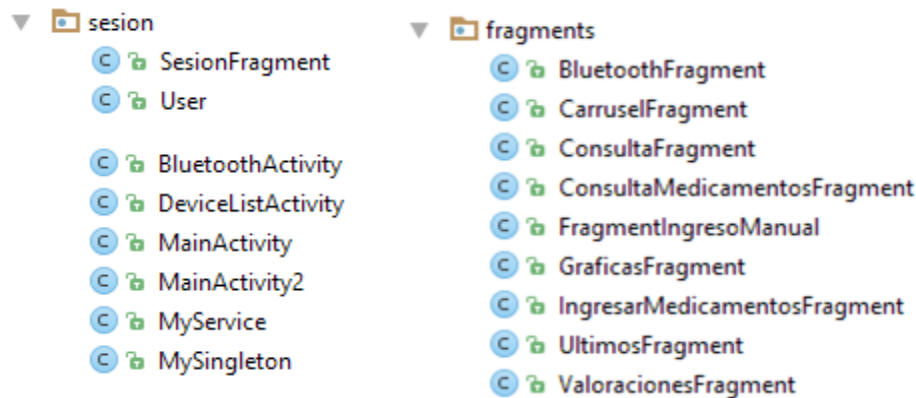 sesion
SesionFragment
User
BluetoothActivity
DeviceListActivity
MainActivity
MainActivity2
MyService
MySingleton
fragments
BluetoothFragment
CarruselFragment
ConsultaFragment
ConsultaMedicamentosFragment
FragmentIngresoManual
GraficasFragment
IngresarMedicamentosFragment
UltimosFragment
ValoracionesFragment